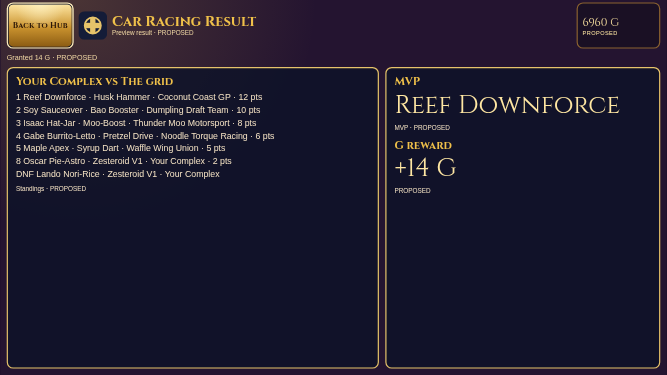 Back to Hub
Car Racing Result
Preview result · PROPOSED
6960 G
PROPOSED
Granted 14 G · PROPOSED
Your Complex vs The grid
1 Reef Downforce · Husk Hammer · Coconut Coast GP · 12 pts
2 Soy Sauceover · Bao Booster · Dumpling Draft Team · 10 pts
3 Isaac Hat-Jar · Moo-Boost · Thunder Moo Motorsport · 8 pts
4 Gabe Burrito-Letto · Pretzel Drive · Noodle Torque Racing · 6 pts
5 Maple Apex · Syrup Dart · Waffle Wing Union · 5 pts
8 Oscar Pie-Astro · Zesteroid V1 · Your Complex · 2 pts
DNF Lando Nori-Rice · Zesteroid V1 · Your Complex
Standings · PROPOSED
MVP
Reef Downforce
MVP · PROPOSED
G reward
+14 G
PROPOSED